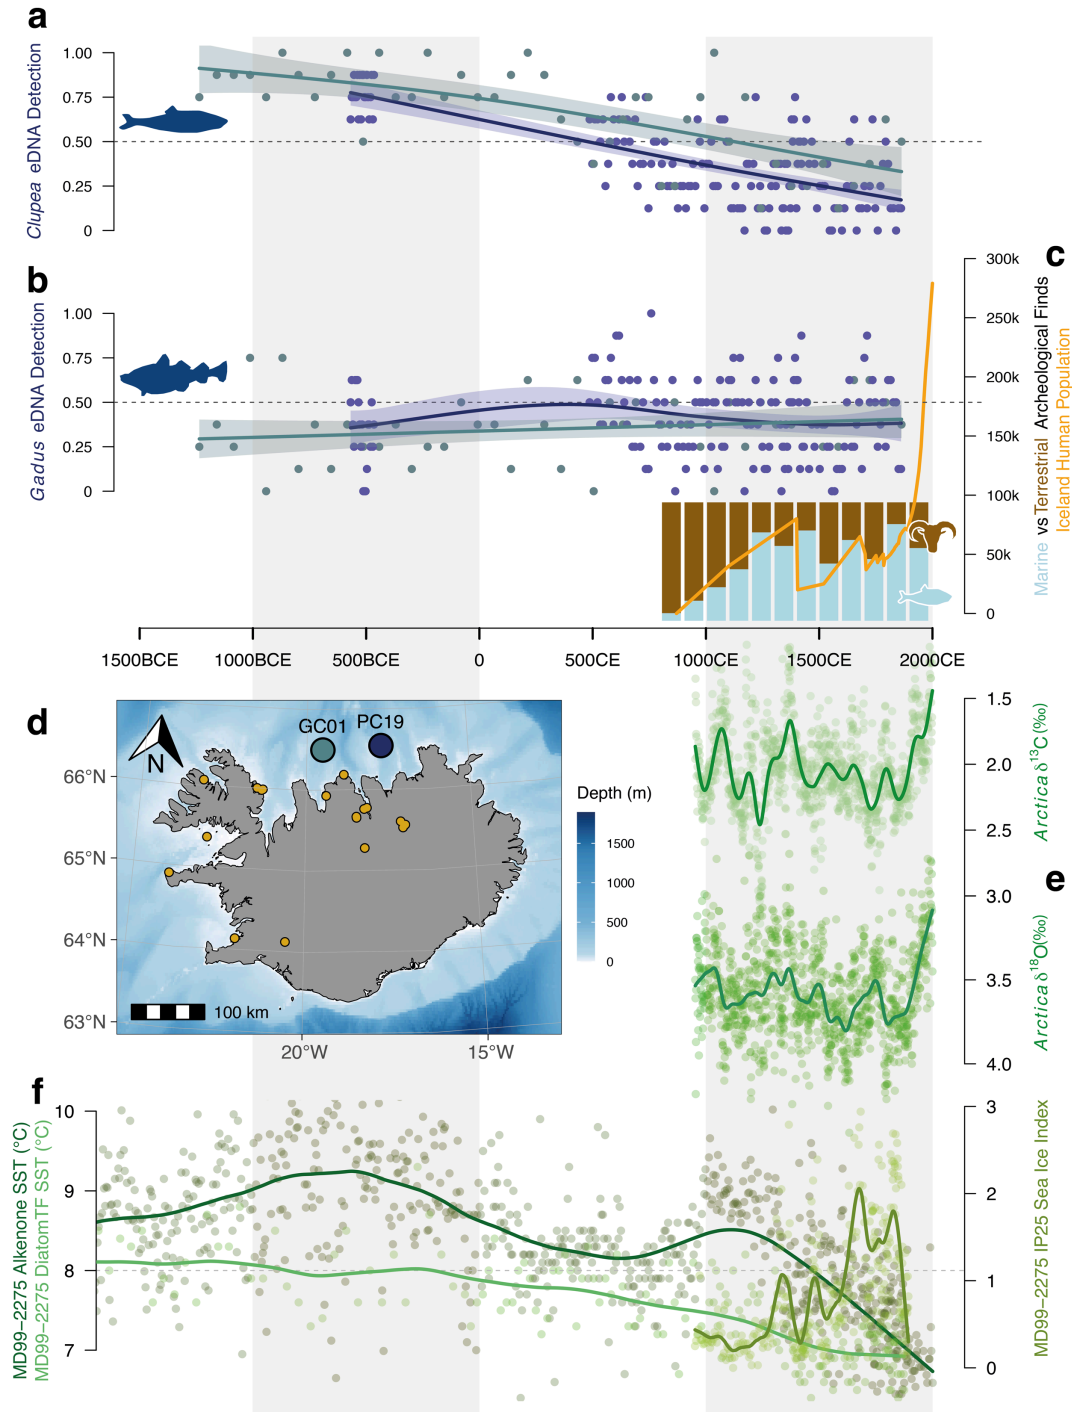 a
Clupea eDNA Detection
1.00
0.75
0.50
0.25
0
b
Gadus eDNA Detection
1.00
0.75
0.50
0.25
0
c
300k
250k
200k
150k
100k
50k
0
Marine vs Terrestrial Archeological Finds
Iceland Human Population
1500BCE 1000BCE 500BCE 0 500CE 1000CE 1500CE 2000CE
d
N
GC01 PC19
66°N
65°N
64°N
63°N
20°W 15°W
100 km
Depth (m)
1500
1000
500
0
1.5
2.0
2.5
Arctica δ13C(‰)
e
3.0
3.5
4.0
Arctica δ18O(‰)
f
MD99−2275 Alkenone SST (°C)
MD99−2275 DiatomTF SST (°C)
10
9
8
7
3
2
1
0
MD99−2275 IP25 Sea Ice Index